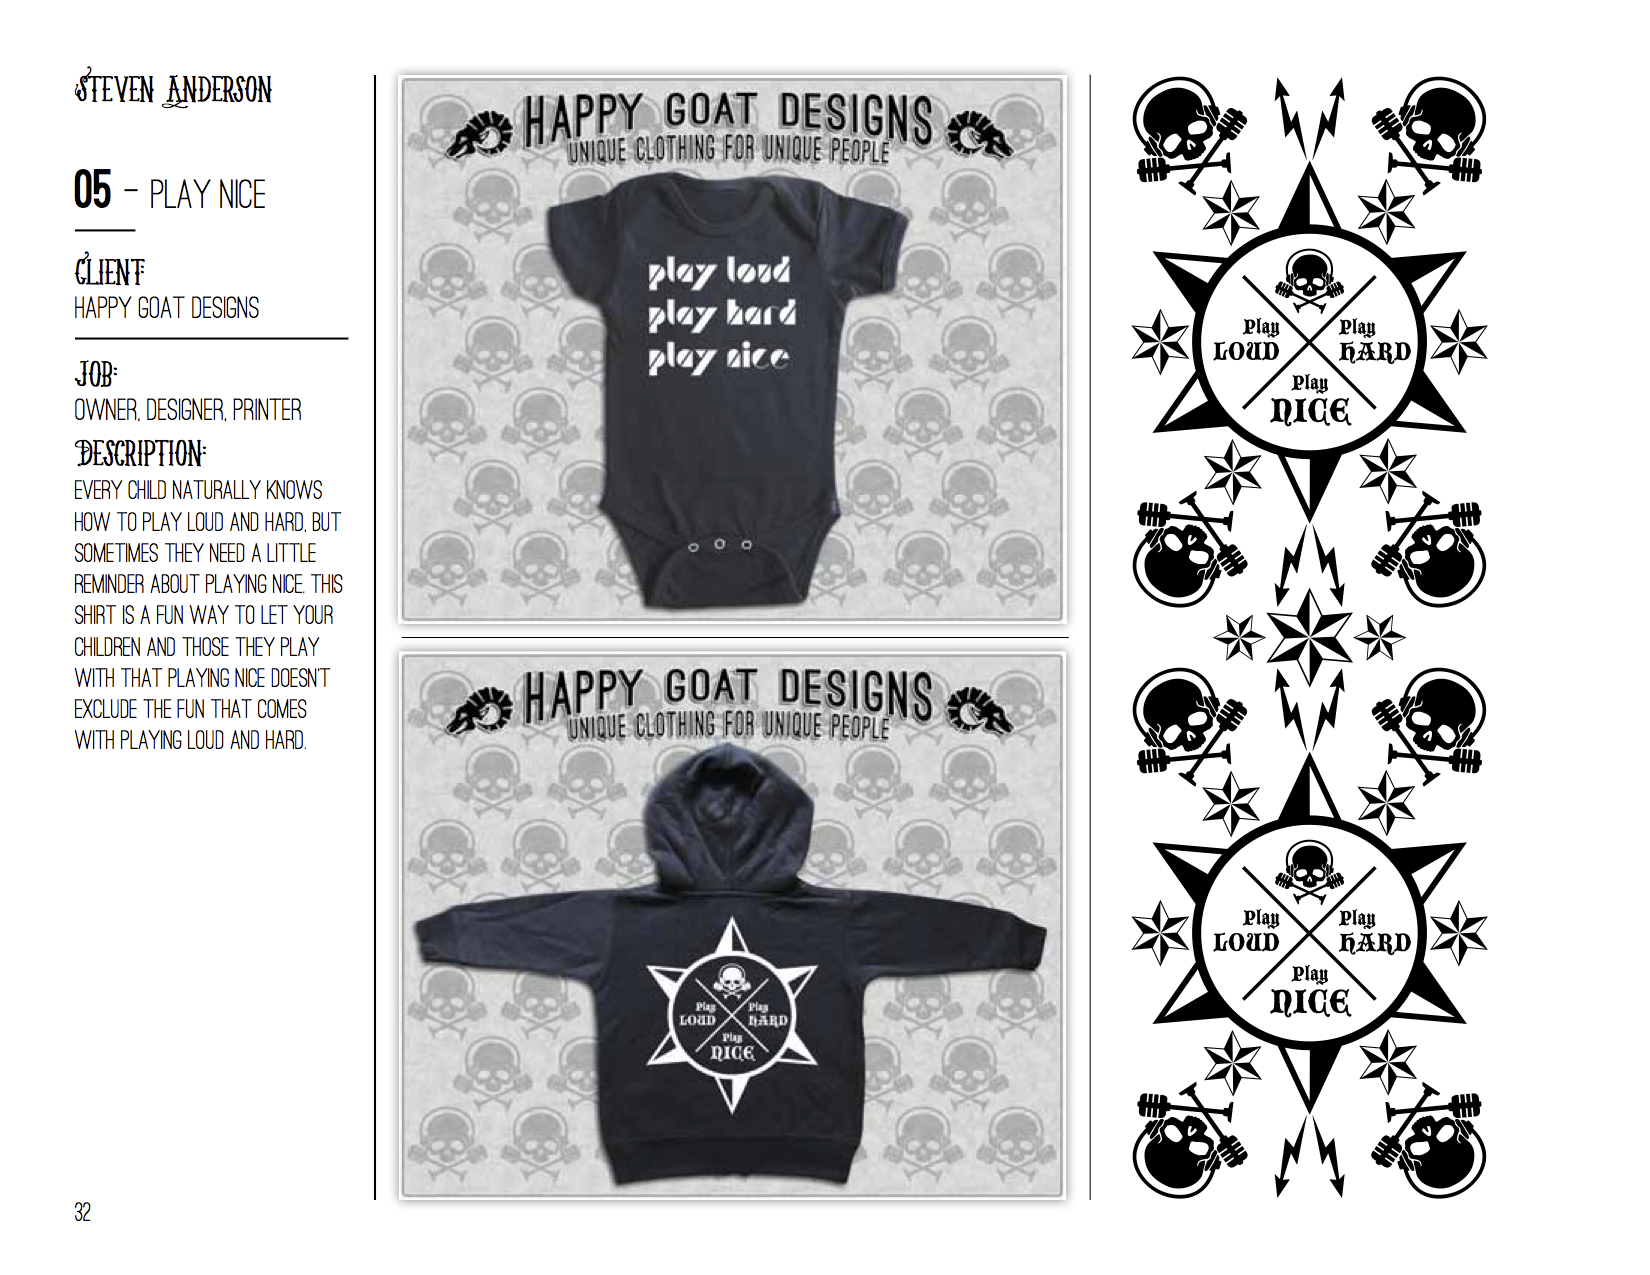 STEVEN ANDERSON
05 - PLAY NICE
CLIENT
HAPPY GOAT DESIGNS
JOB:
OWNER, DESIGNER, PRINTER
DESCRIPTION:
EVERY CHILD NATURALLY KNOWS
HOW TO PLAY LOUD AND HARD, BUT
SOMETIMES THEY NEED A LITTLE
REMINDER ABOUT PLAYING NICE. THIS
SHIRT IS A FUN WAY TO LET YOUR
CHILDREN AND THOSE THEY PLAY
WITH THAT PLAYING NICE DOESN'T
EXCLUDE THE FUN THAT COMES
WITH PLAYING LOUD AND HARD.
32
HAPPY GOAT DESIGNS
UNIQUE CLOTHING FOR UNIQUE PEOPLE
play loud
play hard
play nice
HAPPY GOAT DESIGNS
UNIQUE CLOTHING FOR UNIQUE PEOPLE
Play
LOUD
Play
HARD
Play
NICE
Play
LOUD
Play
HARD
Play
NICE
Play
LOUD
Play
HARD
Play
NICE